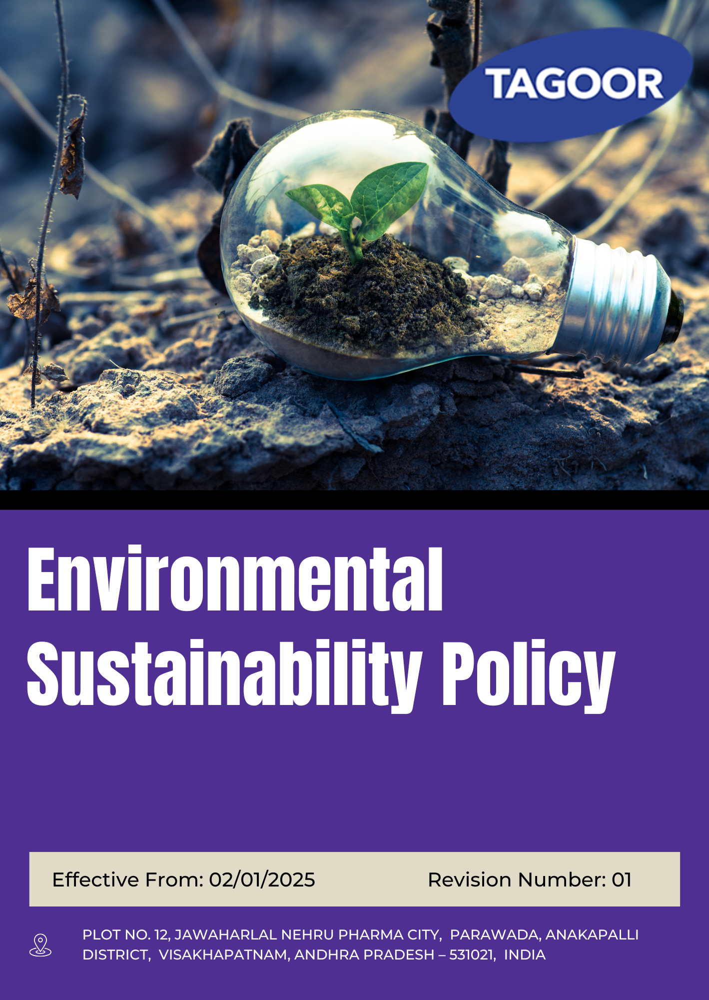 TAGOOR
Environmental
Sustainability Policy
Effective From: 02/01/2025
Revision Number: 01
PLOT NO. 12, JAWAHARLAL NEHRU PHARMA CITY,  PARAWADA, ANAKAPALLI
DISTRICT,  VISAKHAPATNAM, ANDHRA PRADESH – 531021,  INDIA